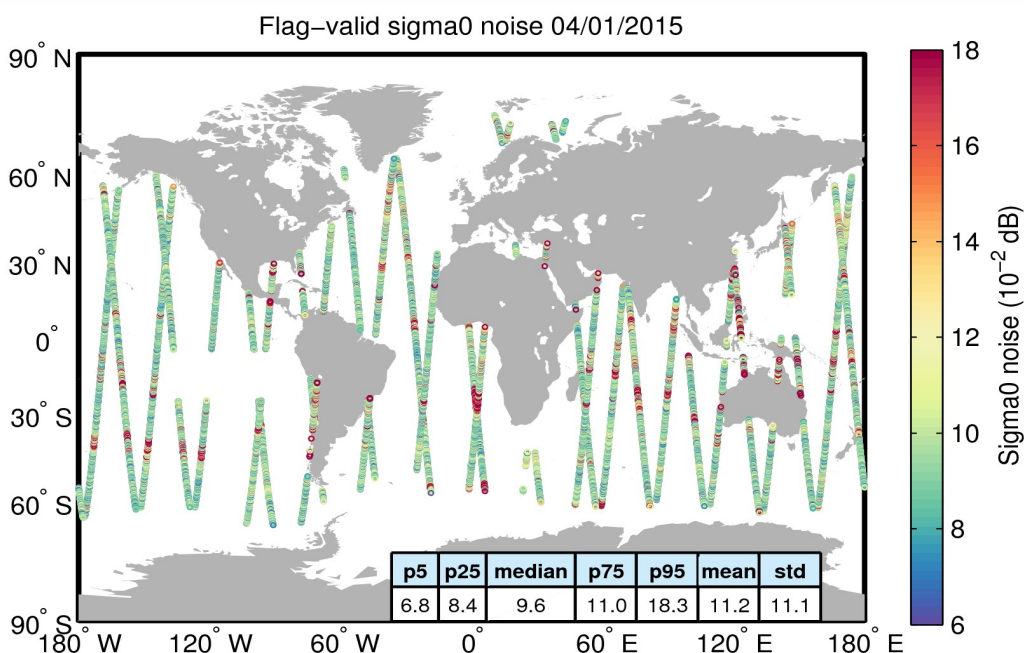 Flag−valid sigma0 noise 04/01/2015
90° N
60° N
30° N
0°
30° S
60° S
90° S
180° W
120° W
60° W
0°
60° E
120° E
180° E
p5 p25 median p75 p95 mean std
6.8 8.4 9.6 11.0 18.3 11.2 11.1
18
16
14
12
10
8
6
Sigma0 noise (10⁻² dB)